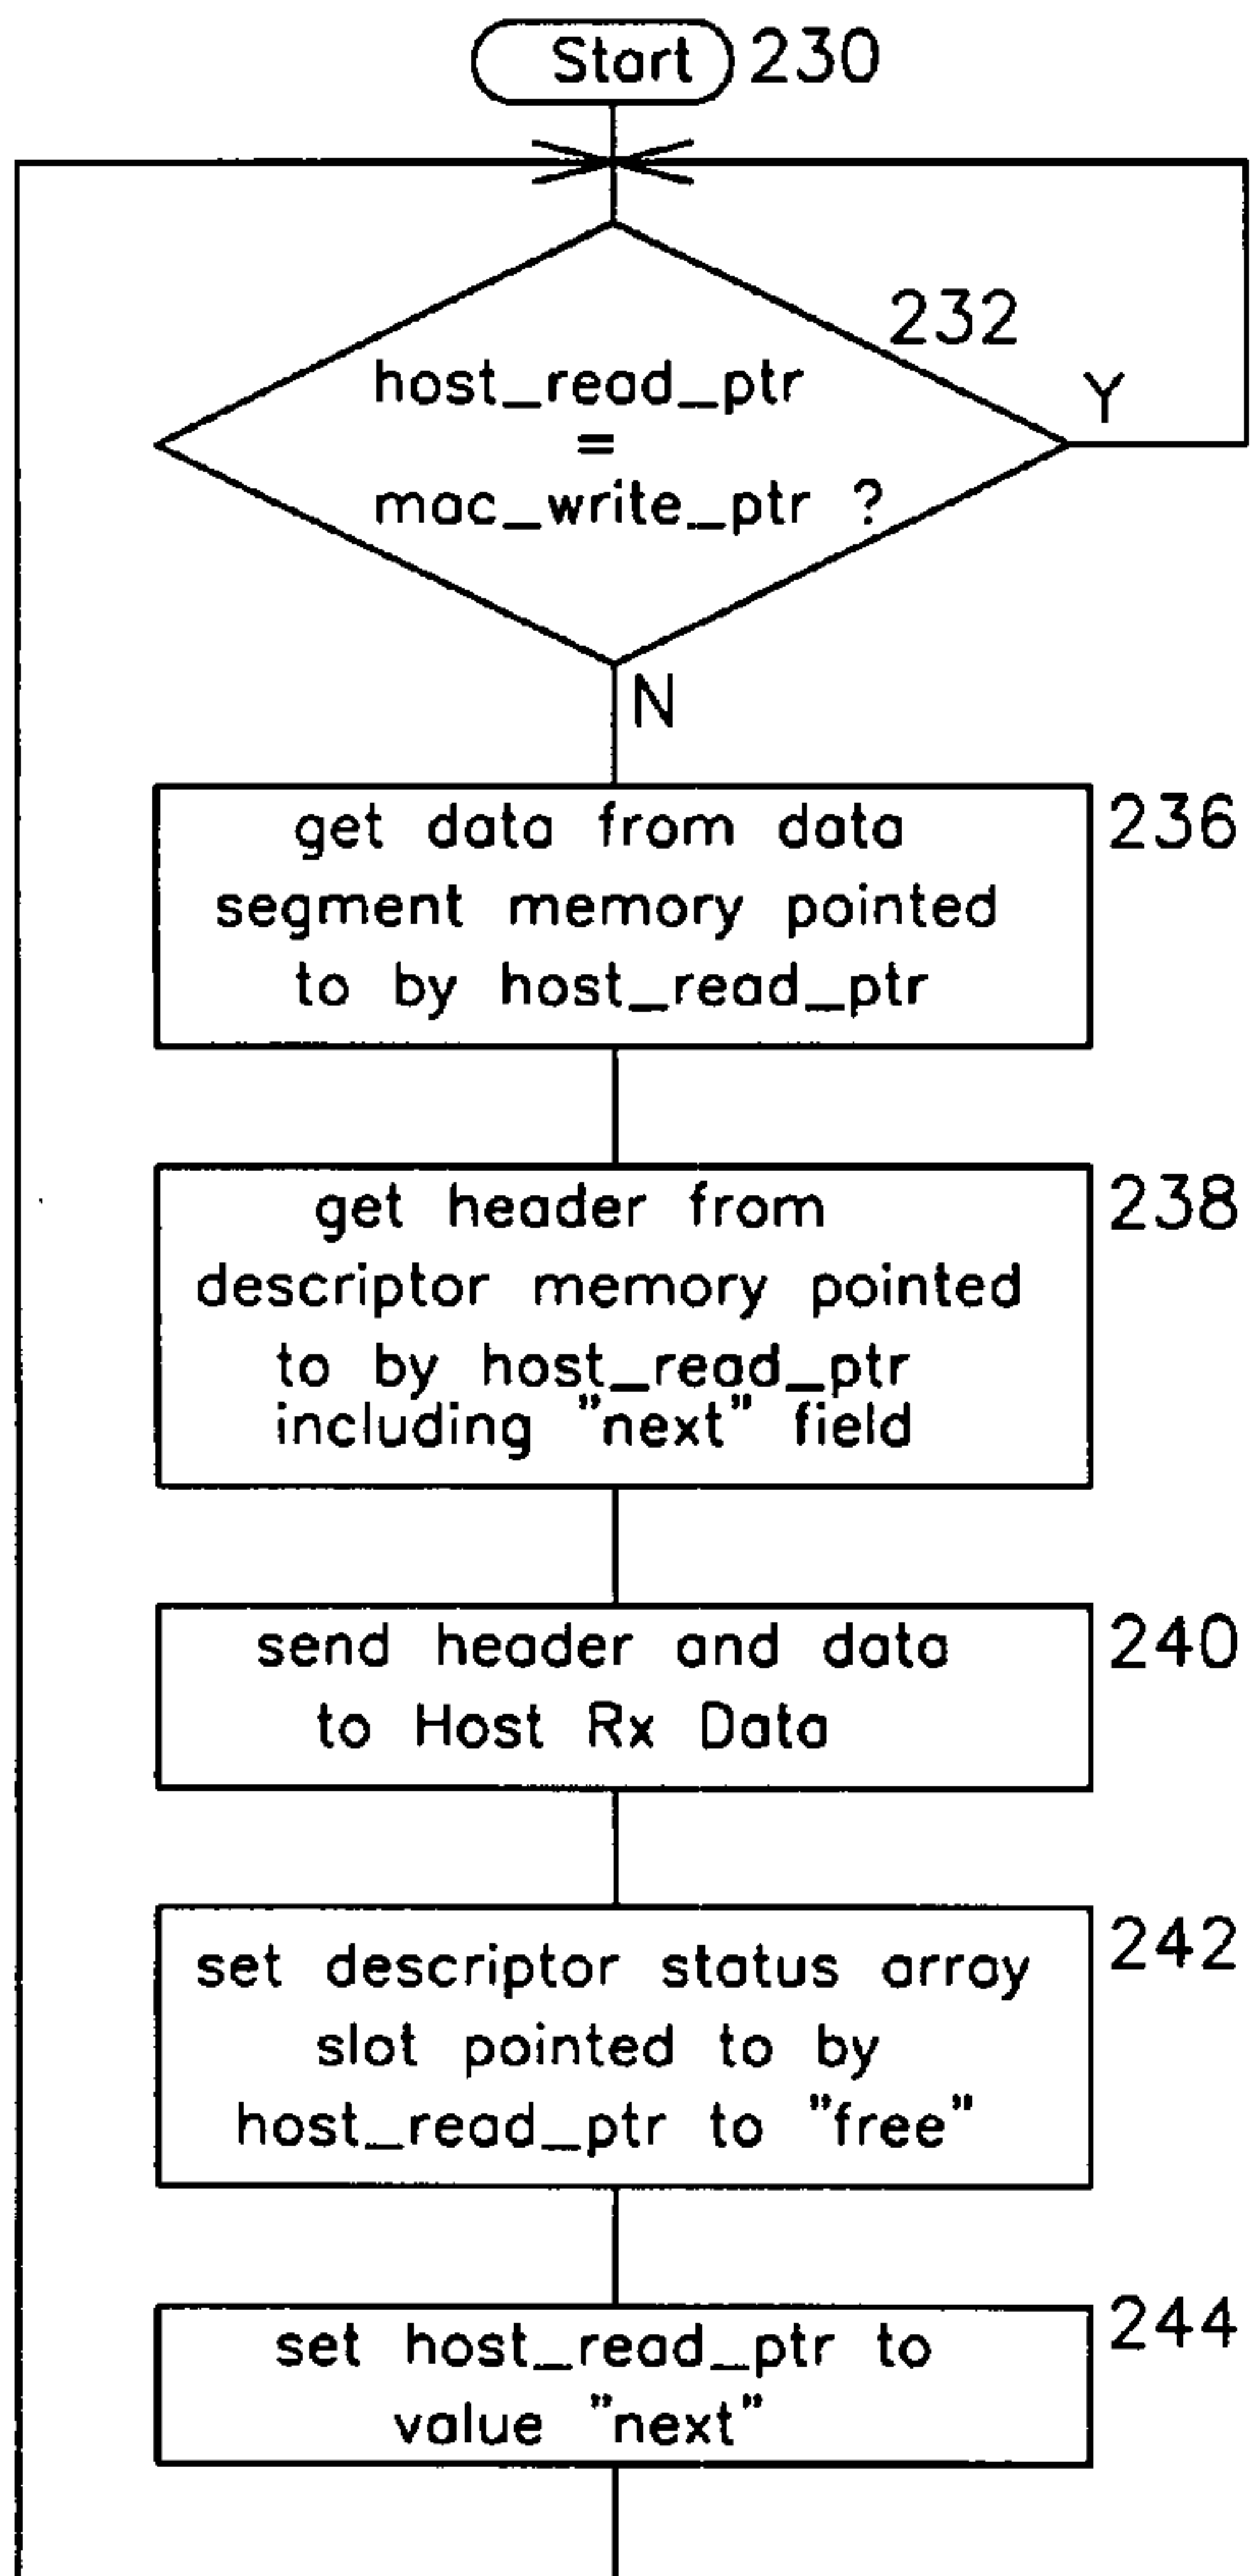 Start 230
232
host_read_ptr
=
mac_write_ptr ?
Y
N
get data from data
segment memory pointed
to by host_read_ptr
236
get header from
descriptor memory pointed
to by host_read_ptr
including "next" field
238
send header and data
to Host Rx Data
240
set descriptor status array
slot pointed to by
host_read_ptr to "free"
242
set host_read_ptr to
value "next"
244